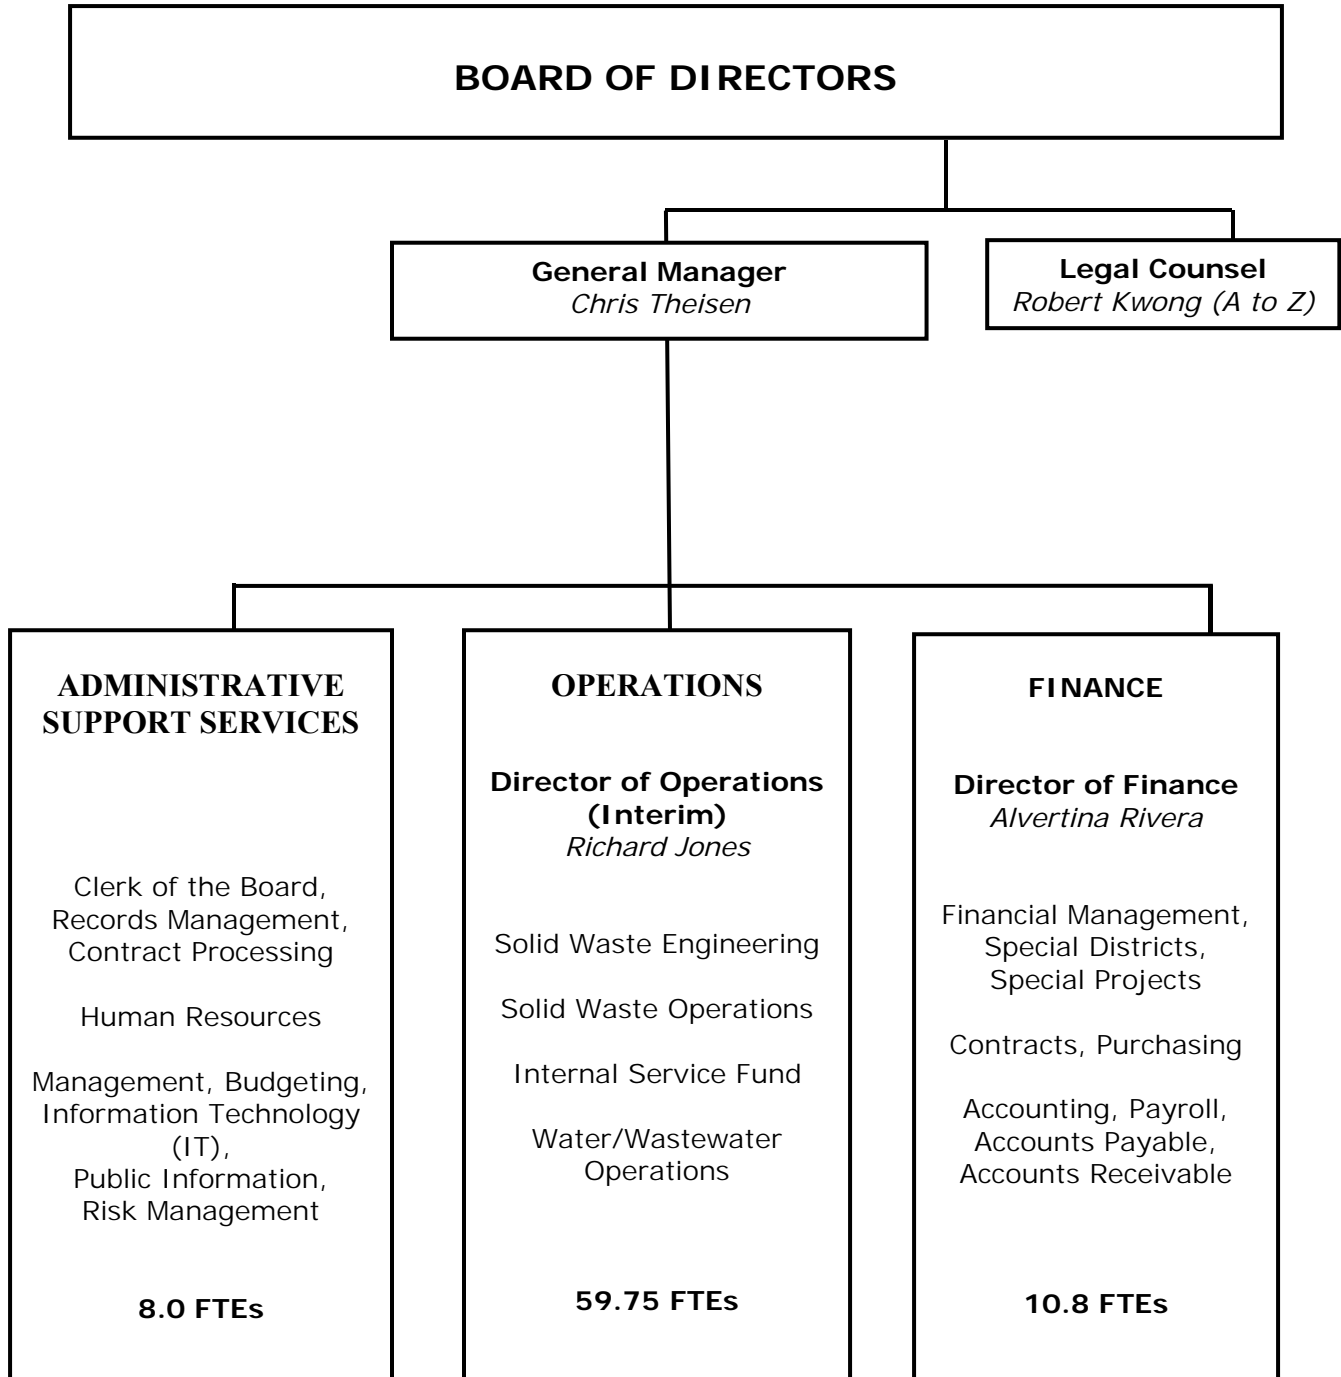 BOARD OF DIRECTORS
General Manager
Chris Theisen
Legal Counsel
Robert Kwong (A to Z)
ADMINISTRATIVE
SUPPORT SERVICES
Clerk of the Board,
Records Management,
Contract Processing
Human Resources
Management, Budgeting,
Information Technology
(IT),
Public Information,
Risk Management
8.0 FTEs
OPERATIONS
Director of Operations
(Interim)
Richard Jones
Solid Waste Engineering
Solid Waste Operations
Internal Service Fund
Water/Wastewater
Operations
59.75 FTEs
FINANCE
Director of Finance
Alvertina Rivera
Financial Management,
Special Districts,
Special Projects
Contracts, Purchasing
Accounting, Payroll,
Accounts Payable,
Accounts Receivable
10.8 FTEs